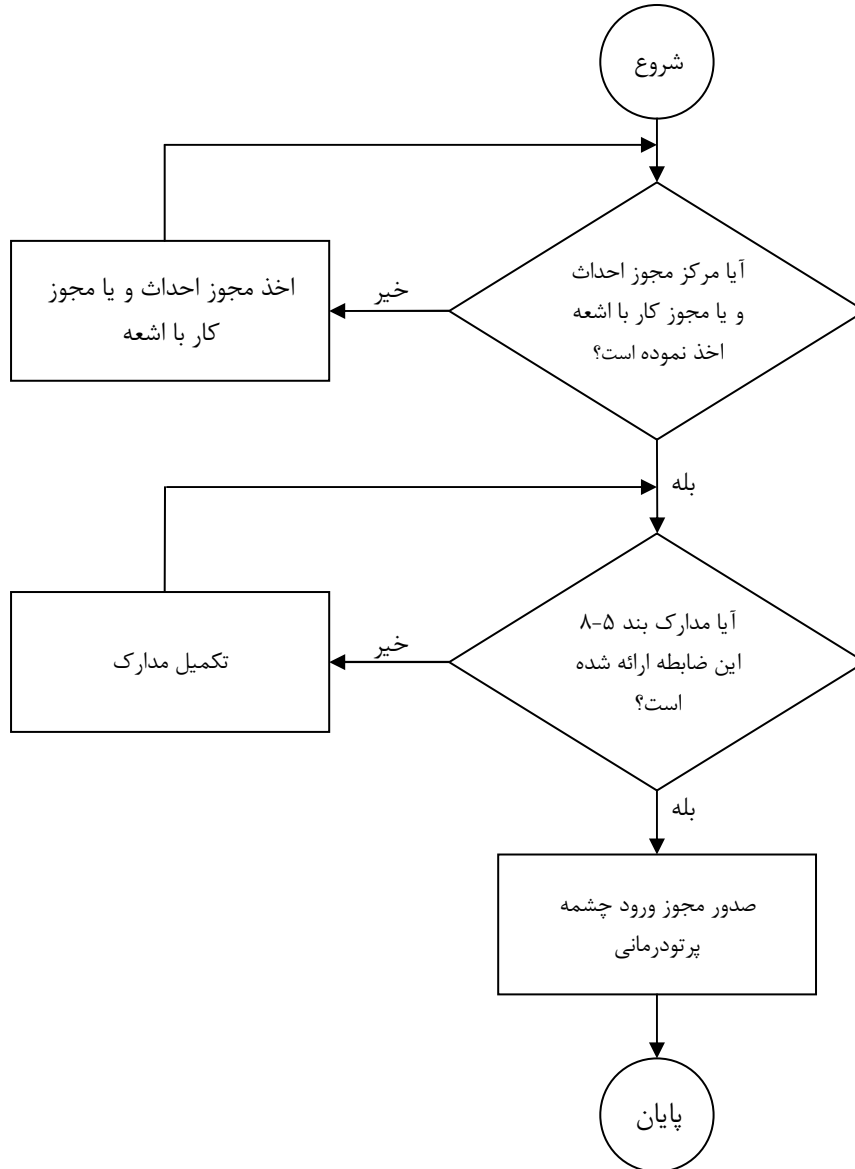 شروع
آیا مرکز مجوز احداث
و یا مجوز کار با اشعه
اخذ نموده است؟
خیر
اخذ مجوز احداث و یا مجوز
کار با اشعه
بله
آیا مدارک بند ۵-۸
این ضابطه ارائه شده
است؟
خیر
تکمیل مدارک
بله
صدور مجوز ورود چشمه
پرتودرمانی
پایان